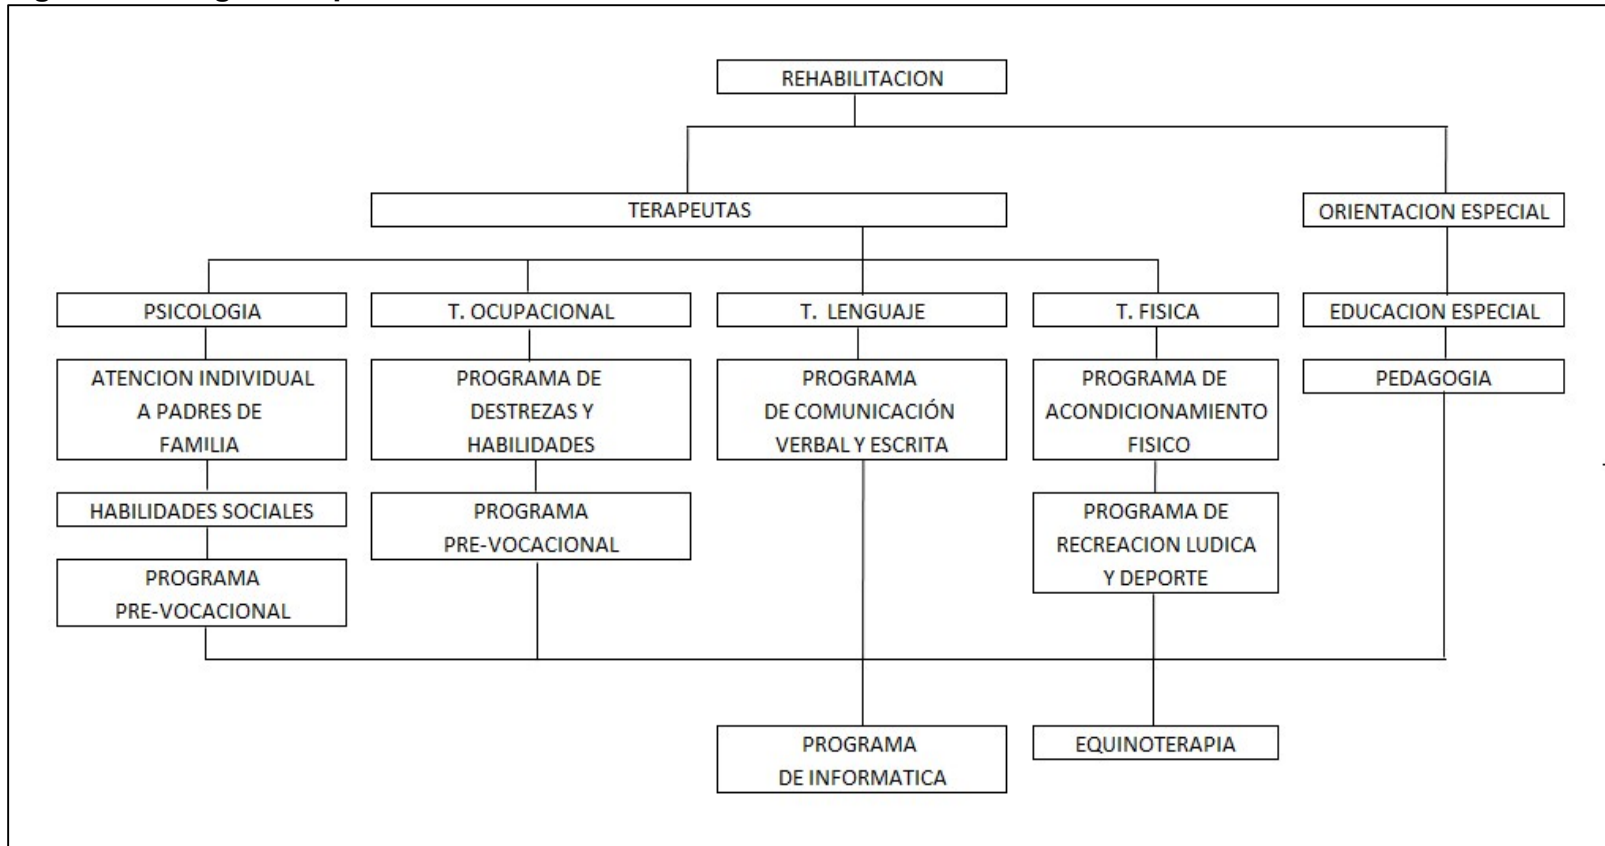 REHABILITACION
TERAPEUTAS
ORIENTACION ESPECIAL
PSICOLOGIA
T. OCUPACIONAL
T. LENGUAJE
T. FISICA
EDUCACION ESPECIAL
ATENCION INDIVIDUAL
A PADRES DE
FAMILIA
PROGRAMA DE
DESTREZAS Y
HABILIDADES
PROGRAMA
DE COMUNICACIÓN
VERBAL Y ESCRITA
PROGRAMA DE
ACONDICIONAMIENTO
FISICO
PEDAGOGIA
HABILIDADES SOCIALES
PROGRAMA
PRE-VOCACIONAL
PROGRAMA DE
RECREACION LUDICA
Y DEPORTE
PROGRAMA
PRE-VOCACIONAL
PROGRAMA
DE INFORMATICA
EQUINOTERAPIA